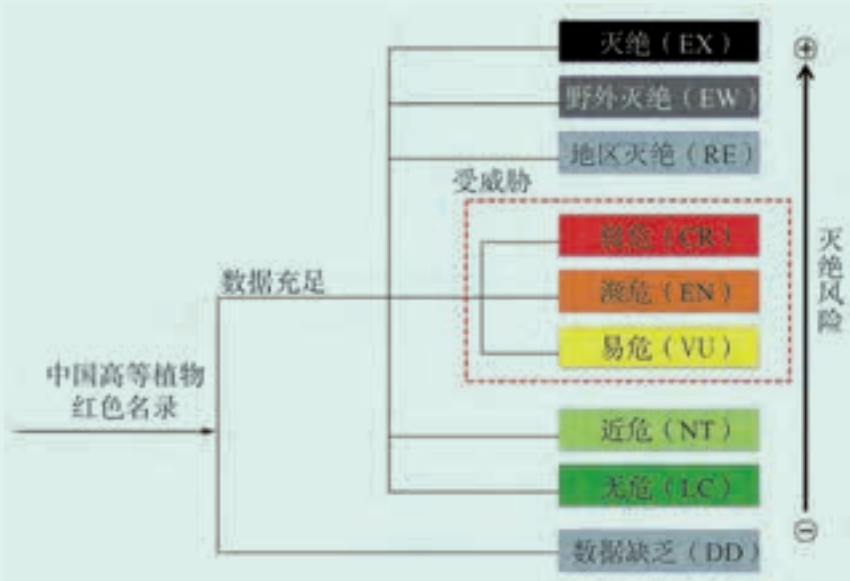 灭绝（EX）
野外灭绝（EW）
地区灭绝（RE）
受威胁
极危（CR）
数据充足
濒危（EN）
易危（VU）
灭绝风险
中国高等植物
红色名录
近危（NT）
无危（LC）
数据缺乏（DD）